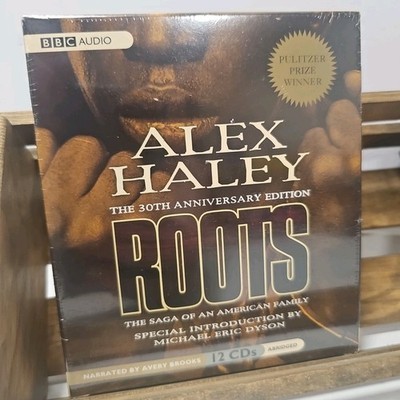 BBC AUDIO
PULITZER
PRIZE
WINNER
ALEX
HALEY
THE 30TH ANNIVERSARY EDITION
ROOTS
THE SAGA OF AN AMERICAN FAMILY
SPECIAL INTRODUCTION BY
MICHAEL ERIC DYSON
NARRATED BY AVERY BROOKS 12 CDs ABRIDGED